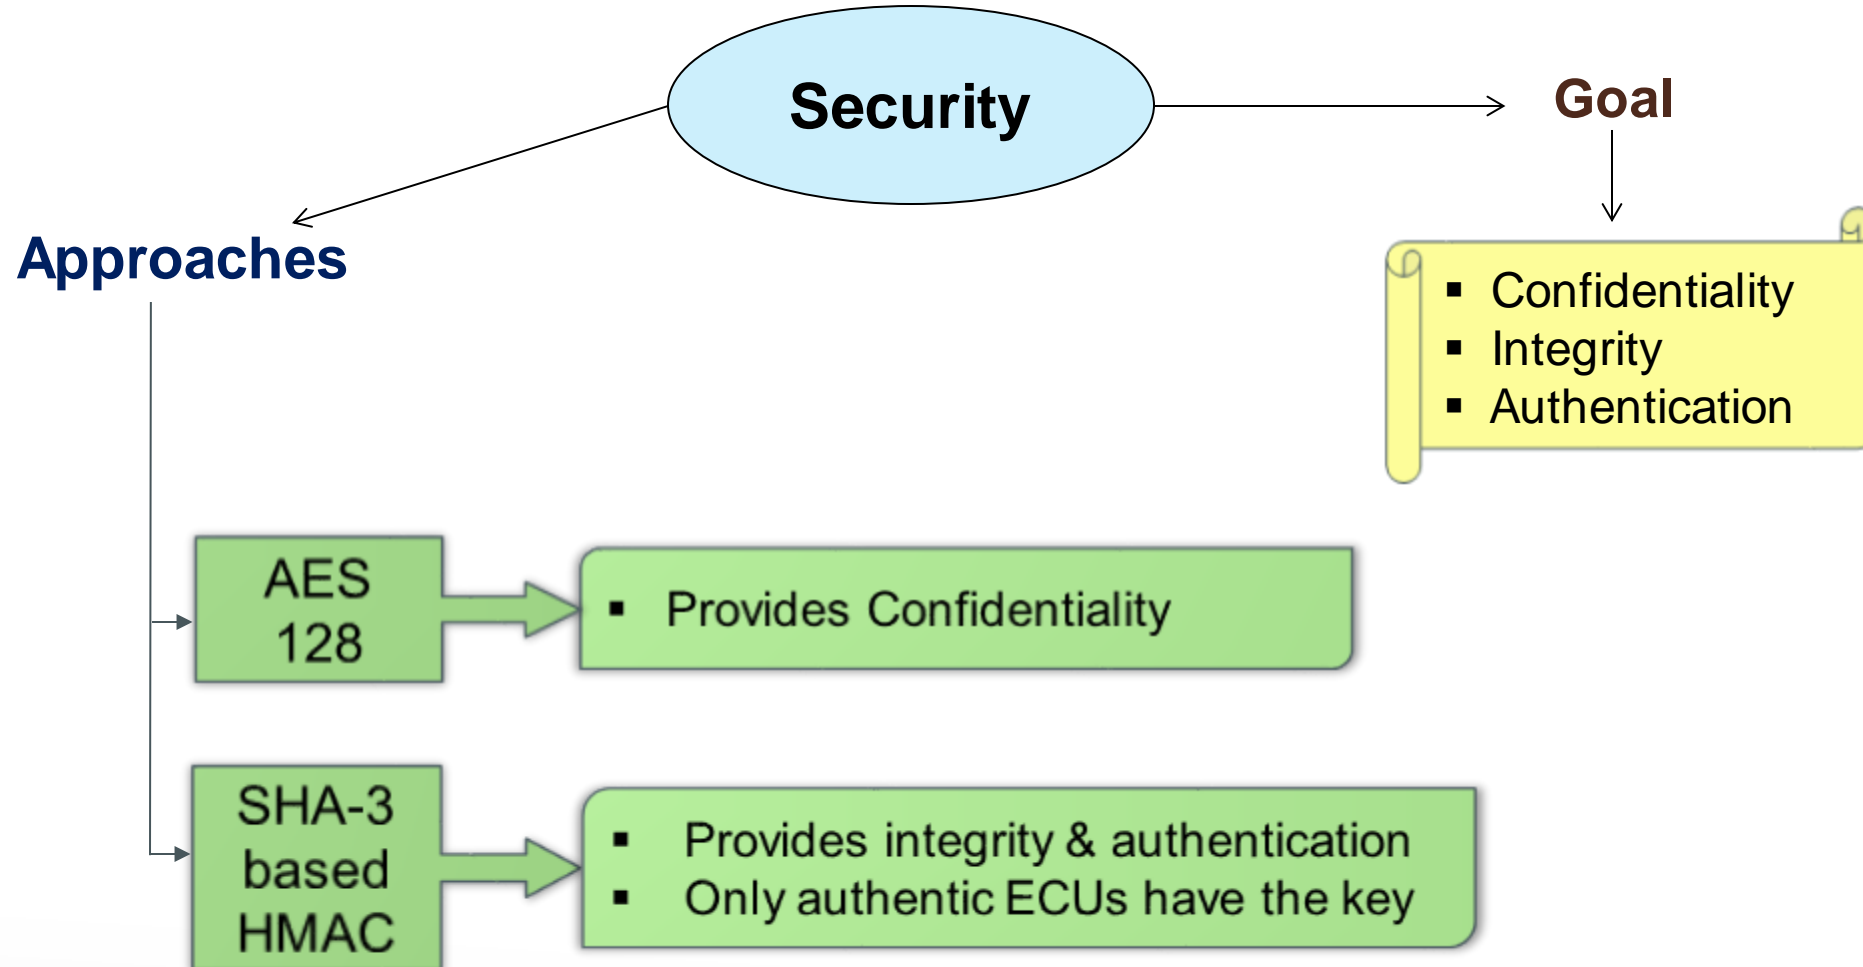 Security
Goal
Approaches
▪ Confidentiality
▪ Integrity
▪ Authentication
AES
128
▪ Provides Confidentiality
SHA-3
based
HMAC
▪ Provides integrity & authentication
▪ Only authentic ECUs have the key